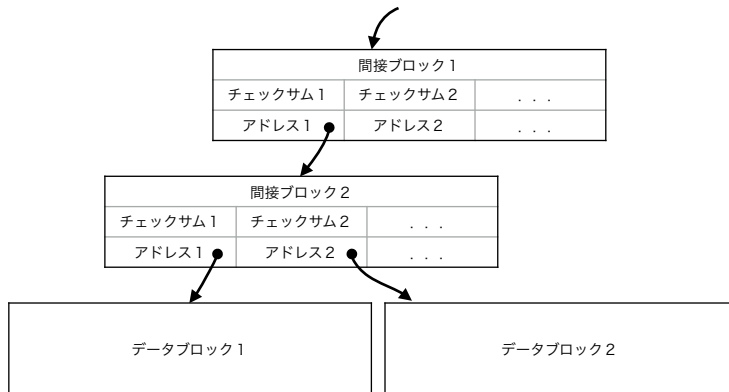 間接ブロック１
チェックサム１ チェックサム２ . . .
アドレス１ アドレス２ . . .
間接ブロック２
チェックサム１ チェックサム２ . . .
アドレス１ アドレス２ . . .
データブロック１ データブロック２